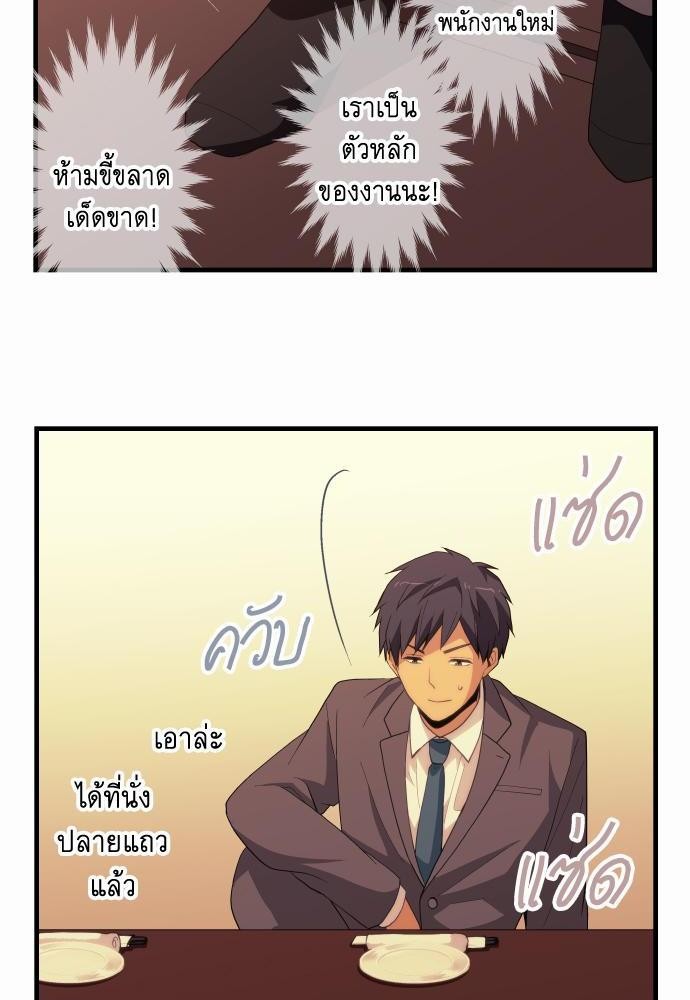 พนักงานใหม่
เราเป็น
ตัวหลัก
ของงานนะ!
ห้ามขี้ขลาด
เด็ดขาด!
แซ่ด
ควับ
เอาล่ะ
ได้ที่นั่ง
ปลายแถว
แล้ว
แซ่ด